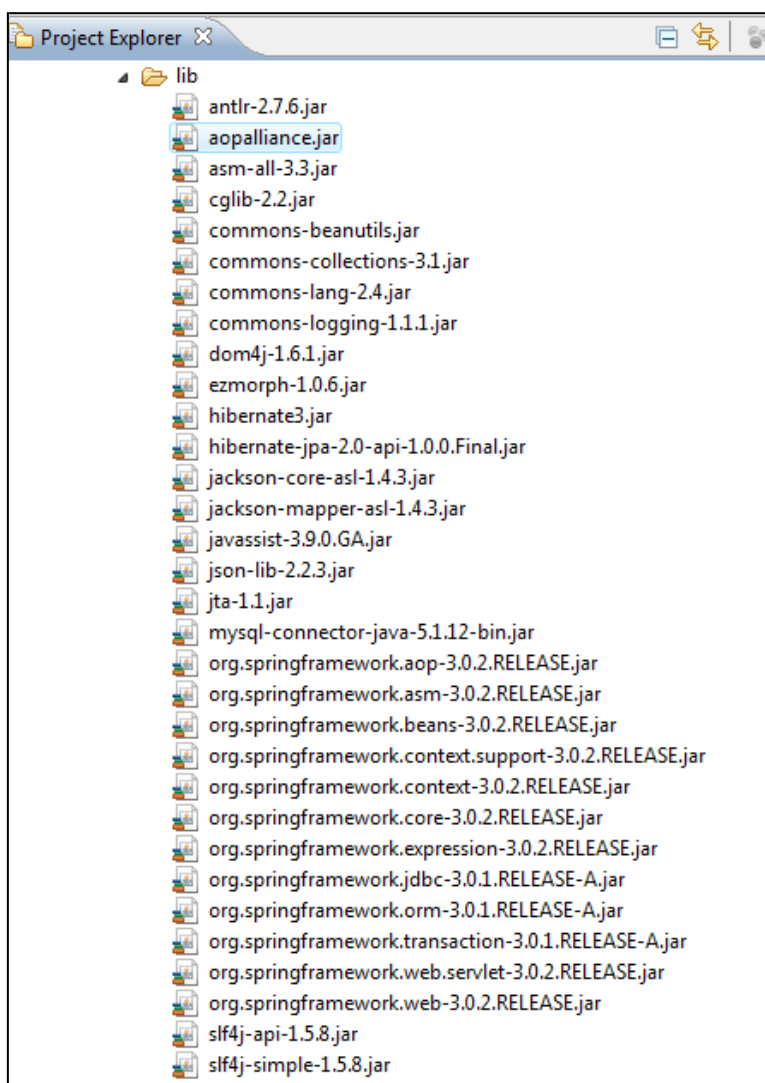 Project Explorer
lib
antlr-2.7.6.jar
aopalliance.jar
asm-all-3.3.jar
cglib-2.2.jar
commons-beanutils.jar
commons-collections-3.1.jar
commons-lang-2.4.jar
commons-logging-1.1.1.jar
dom4j-1.6.1.jar
ezmorph-1.0.6.jar
hibernate3.jar
hibernate-jpa-2.0-api-1.0.0.Final.jar
jackson-core-asl-1.4.3.jar
jackson-mapper-asl-1.4.3.jar
javassist-3.9.0.GA.jar
json-lib-2.2.3.jar
jta-1.1.jar
mysql-connector-java-5.1.12-bin.jar
org.springframework.aop-3.0.2.RELEASE.jar
org.springframework.asm-3.0.2.RELEASE.jar
org.springframework.beans-3.0.2.RELEASE.jar
org.springframework.context.support-3.0.2.RELEASE.jar
org.springframework.context-3.0.2.RELEASE.jar
org.springframework.core-3.0.2.RELEASE.jar
org.springframework.expression-3.0.2.RELEASE.jar
org.springframework.jdbc-3.0.1.RELEASE-A.jar
org.springframework.orm-3.0.1.RELEASE-A.jar
org.springframework.transaction-3.0.1.RELEASE-A.jar
org.springframework.web.servlet-3.0.2.RELEASE.jar
org.springframework.web-3.0.2.RELEASE.jar
slf4j-api-1.5.8.jar
slf4j-simple-1.5.8.jar